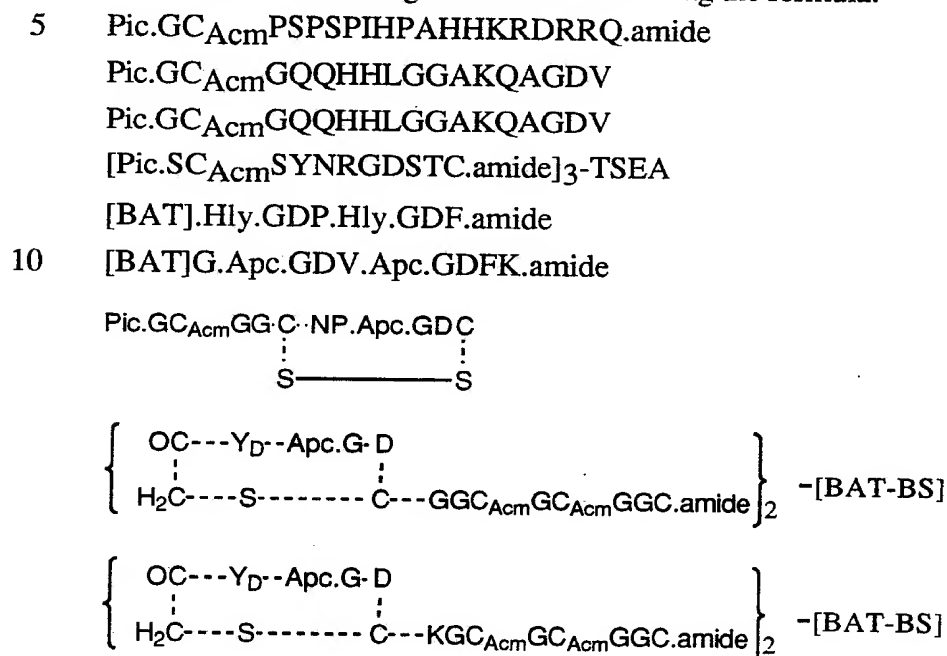 the formula:
5 Pic.GCAcmPSPSPIHPAHHKRDRRQ.amide
Pic.GCAcmGQQHHLGGAKQAGDV
Pic.GCAcmGQQHHLGGAKQAGDV
[Pic.SCAcmSYNRGDSTC.amide]3-TSEA
[BAT].Hly.GDP.Hly.GDF.amide
10 [BAT]G.Apc.GDV.Apc.GDFK.amide
Pic.GCAcmGG·C··NP.Apc.GDC
S S
OC---YD--Apc.G-D
H2C----S--------C---GGCAcmGCAcmGGC.amide 2 -[BAT-BS]
OC---YD--Apc.G-D
H2C----S--------C---KGCAcmGCAcmGGC.amide 2 -[BAT-BS]